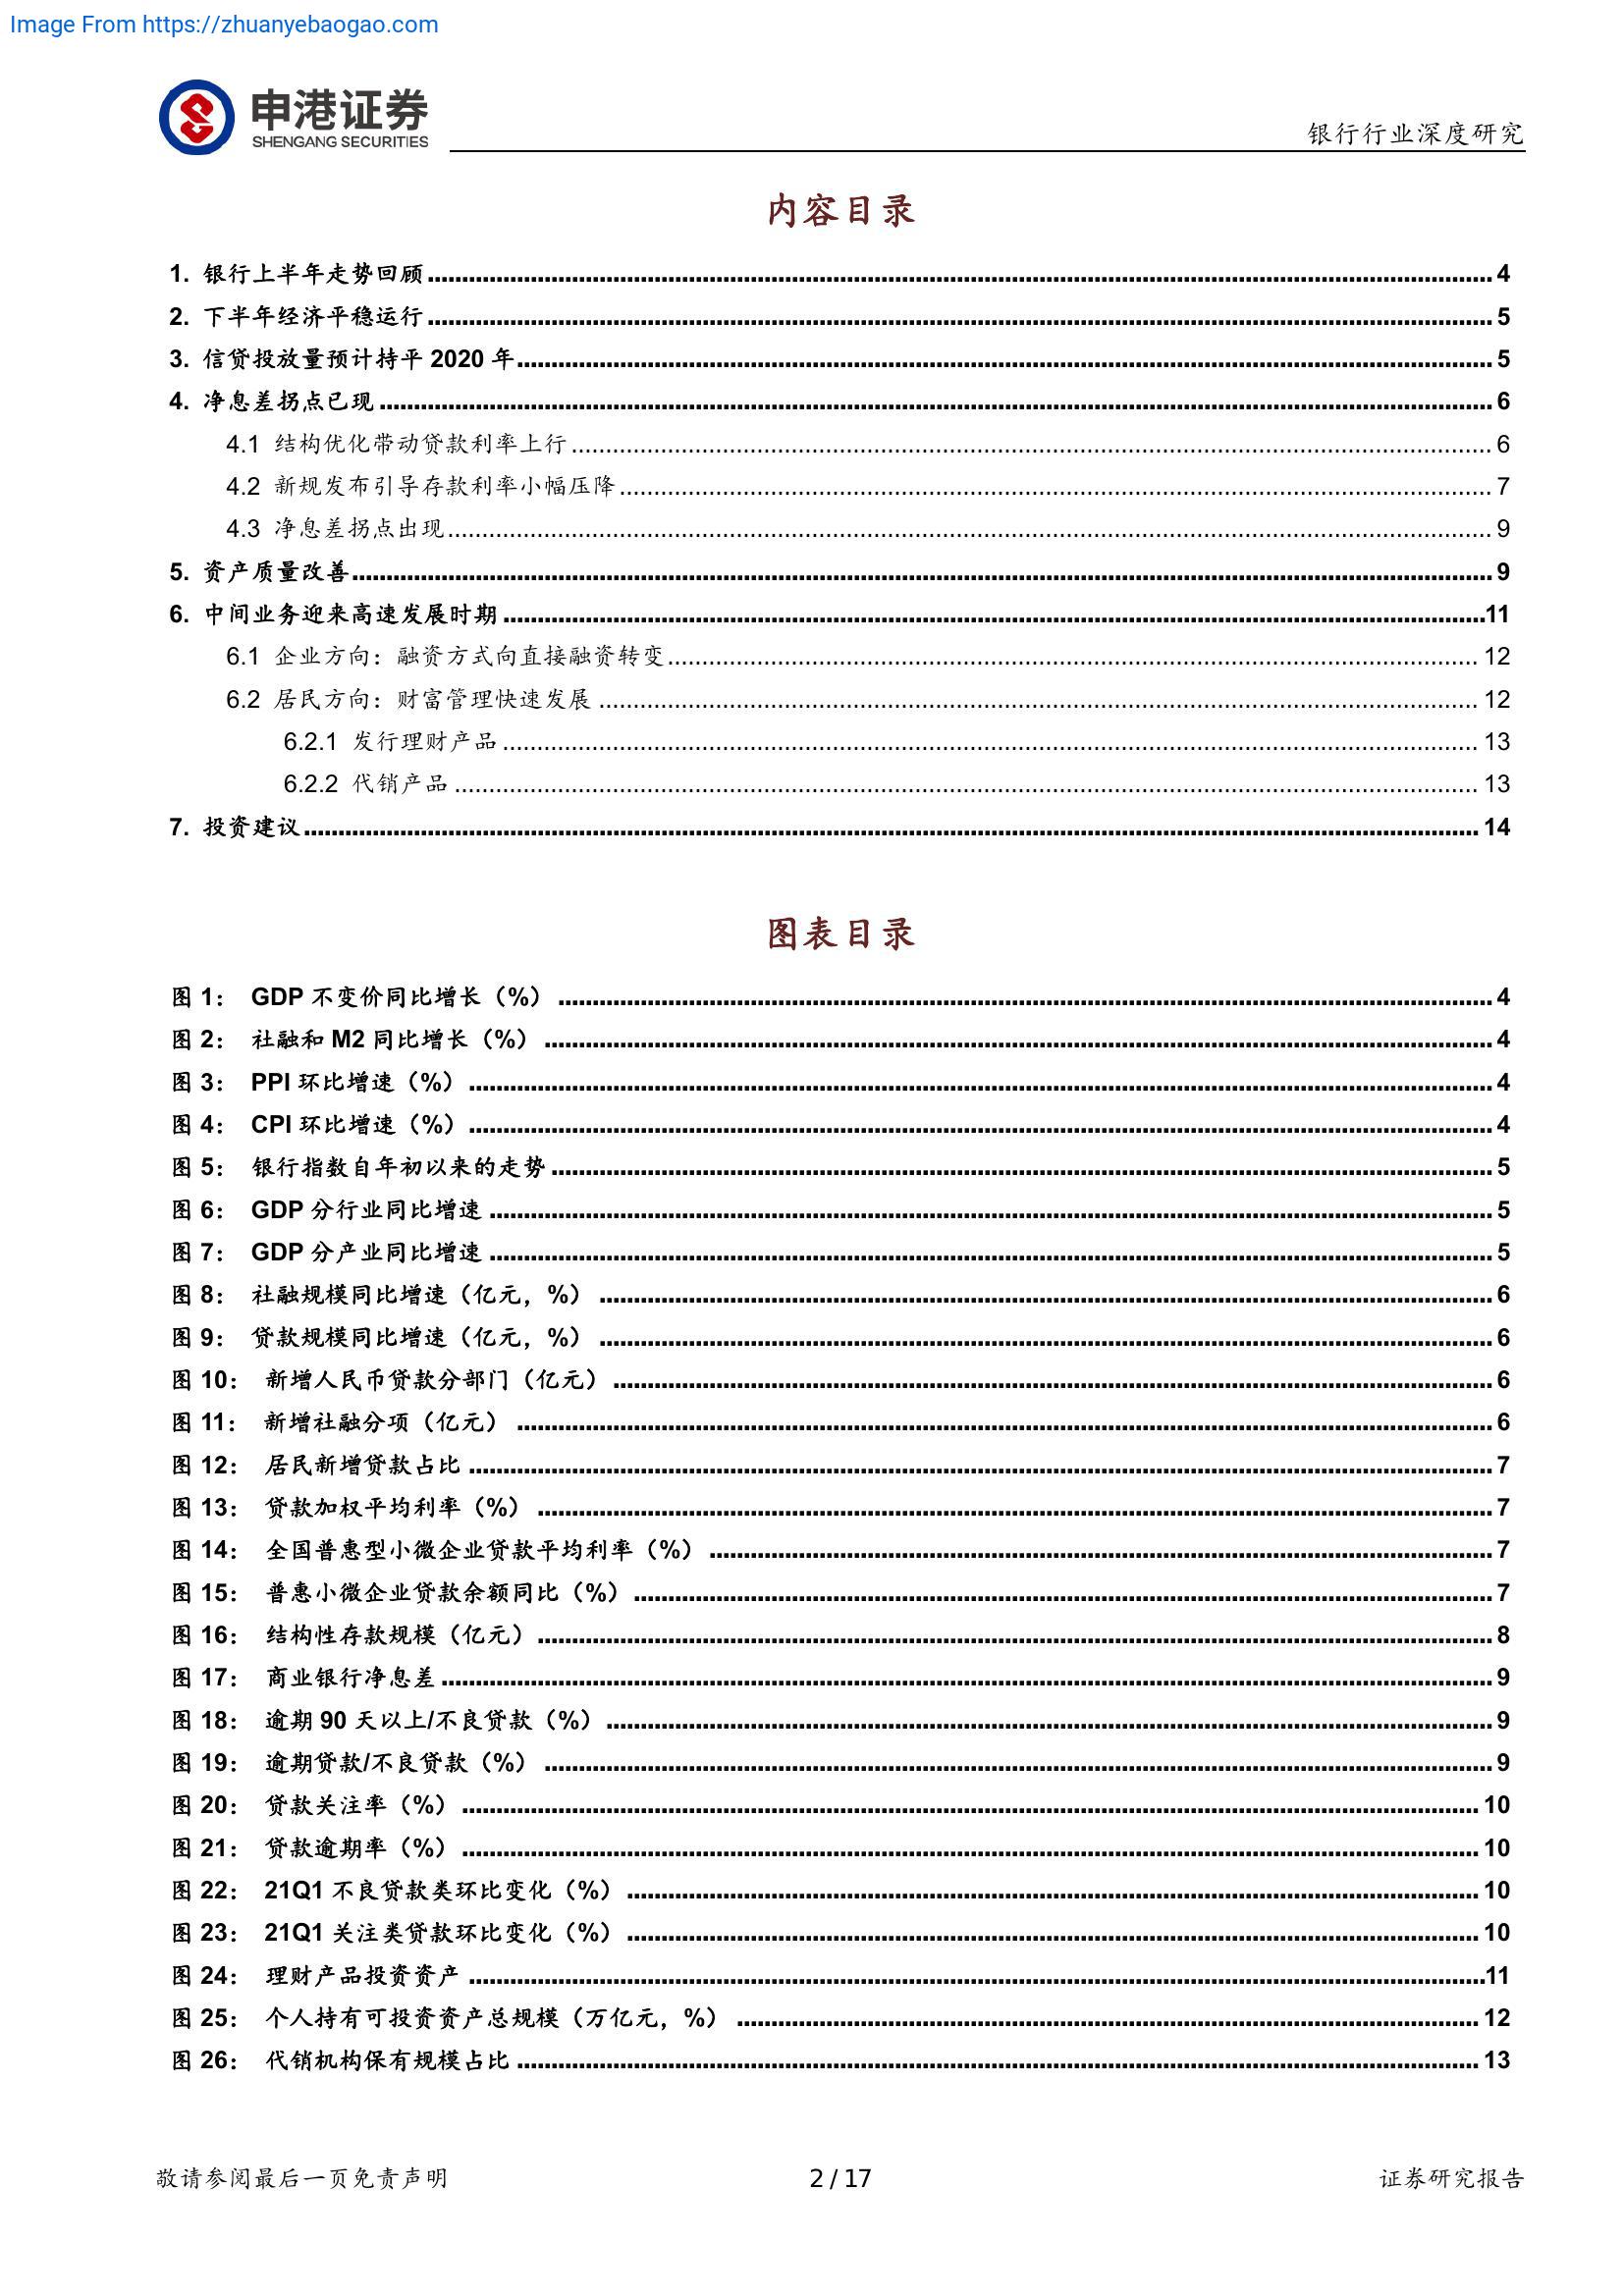 Image From https://zhuanyebaogao.com
申港证券
SHENGANG SECURITIES
银行行业深度研究
内容目录
1. 银行上半年走势回顾 4
2. 下半年经济平稳运行 5
3. 信贷投放量预计持平 2020 年 5
4. 净息差拐点已现 6
4.1 结构优化带动贷款利率上行 6
4.2 新规发布引导存款利率小幅压降 7
4.3 净息差拐点出现 9
5. 资产质量改善 9
6. 中间业务迎来高速发展时期 11
6.1 企业方向：融资方式向直接融资转变 12
6.2 居民方向：财富管理快速发展 12
6.2.1 发行理财产品 13
6.2.2 代销产品 13
7. 投资建议 14
图表目录
图 1： GDP 不变价同比增长（%） 4
图 2： 社融和 M2 同比增长（%） 4
图 3： PPI 环比增速（%） 4
图 4： CPI 环比增速（%） 4
图 5： 银行指数自年初以来的走势 5
图 6： GDP 分行业同比增速 5
图 7： GDP 分产业同比增速 5
图 8： 社融规模同比增速（亿元，%） 6
图 9： 贷款规模同比增速（亿元，%） 6
图 10： 新增人民币贷款分部门（亿元） 6
图 11： 新增社融分项（亿元） 6
图 12： 居民新增贷款占比 7
图 13： 贷款加权平均利率（%） 7
图 14： 全国普惠型小微企业贷款平均利率（%） 7
图 15： 普惠小微企业贷款余额同比（%） 7
图 16： 结构性存款规模（亿元） 8
图 17： 商业银行净息差 9
图 18： 逾期 90 天以上/不良贷款（%） 9
图 19： 逾期贷款/不良贷款（%） 9
图 20： 贷款关注率（%） 10
图 21： 贷款逾期率（%） 10
图 22： 21Q1 不良贷款类环比变化（%） 10
图 23： 21Q1 关注类贷款环比变化（%） 10
图 24： 理财产品投资资产 11
图 25： 个人持有可投资资产总规模（万亿元，%） 12
图 26： 代销机构保有规模占比 13
敬请参阅最后一页免责声明
2 / 17
证券研究报告